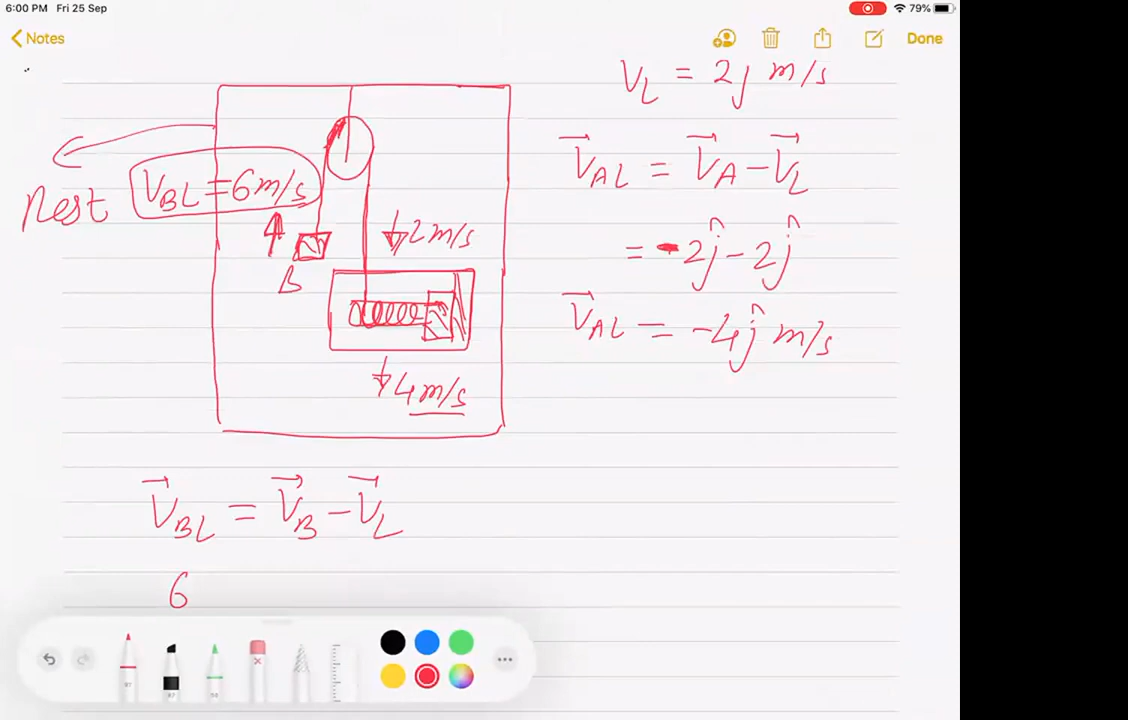 6:00 PM Fri 25 Sep
79%
Notes
Done
V_L = 2j m/s
Rest
V_BL = 6m/s
2m/s
B
4m/s
V⃗_AL = V⃗_A - V⃗_L
= -2ĵ - 2ĵ
V⃗_AL = -4ĵ m/s
V⃗_BL = V⃗_B - V⃗_L
6